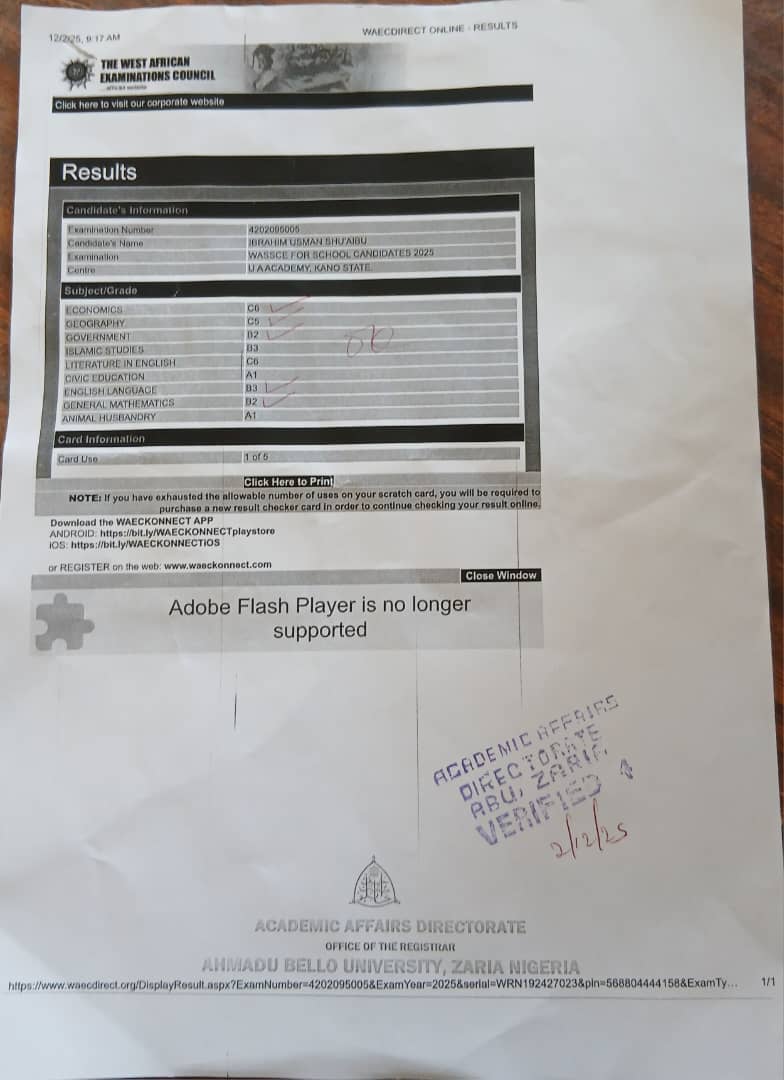 12/2/25, 9:17 AM
WAECDIRECT ONLINE - RESULTS
THE WEST AFRICAN
EXAMINATIONS COUNCIL
Click here to visit our corporate website
Results
Candidate's Information
Examination Number 4202095005
Candidate's Name IBRAHIM USMAN SHU'AIBU
Examination WASSCE FOR SCHOOL CANDIDATES 2025
Centre U A ACADEMY, KANO STATE
Subject/Grade
ECONOMICS C6
GEOGRAPHY C5
GOVERNMENT B2
ISLAMIC STUDIES B3
LITERATURE IN ENGLISH C6
CIVIC EDUCATION A1
ENGLISH LANGUAGE B3
GENERAL MATHEMATICS B2
ANIMAL HUSBANDRY A1
Card Information
Card Use 1 of 5
Click Here to Print
NOTE: If you have exhausted the allowable number of uses on your scratch card, you will be required to
purchase a new result checker card in order to continue checking your result online.
Download the WAECKONNECT APP
ANDROID: https://bit.ly/WAECKONNECTplaystore
iOS: https://bit.ly/WAECKONNECTiOS
or REGISTER on the web: www.waeckonnect.com
Close Window
Adobe Flash Player is no longer
supported
ACADEMIC AFFAIRS
DIRECTORATE
ABU, ZARIA
VERIFIED
2/12/25
ACADEMIC AFFAIRS DIRECTORATE
OFFICE OF THE REGISTRAR
AHMADU BELLO UNIVERSITY, ZARIA NIGERIA
https://www.waecdirect.org/DisplayResult.aspx?ExamNumber=4202095005&ExamYear=2025&serial=WRN192427023&pin=568804444158&ExamTy...
1/1